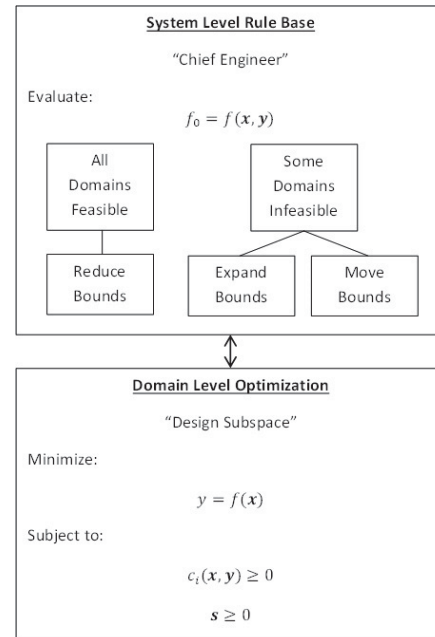 System Level Rule Base
“Chief Engineer”
Evaluate:
f₀ = f(x, y)
All
Domains
Feasible
Some
Domains
Infeasible
Reduce
Bounds
Expand
Bounds
Move
Bounds
Domain Level Optimization
“Design Subspace”
Minimize:
y = f(x)
Subject to:
cᵢ(x, y) ≥ 0
s ≥ 0